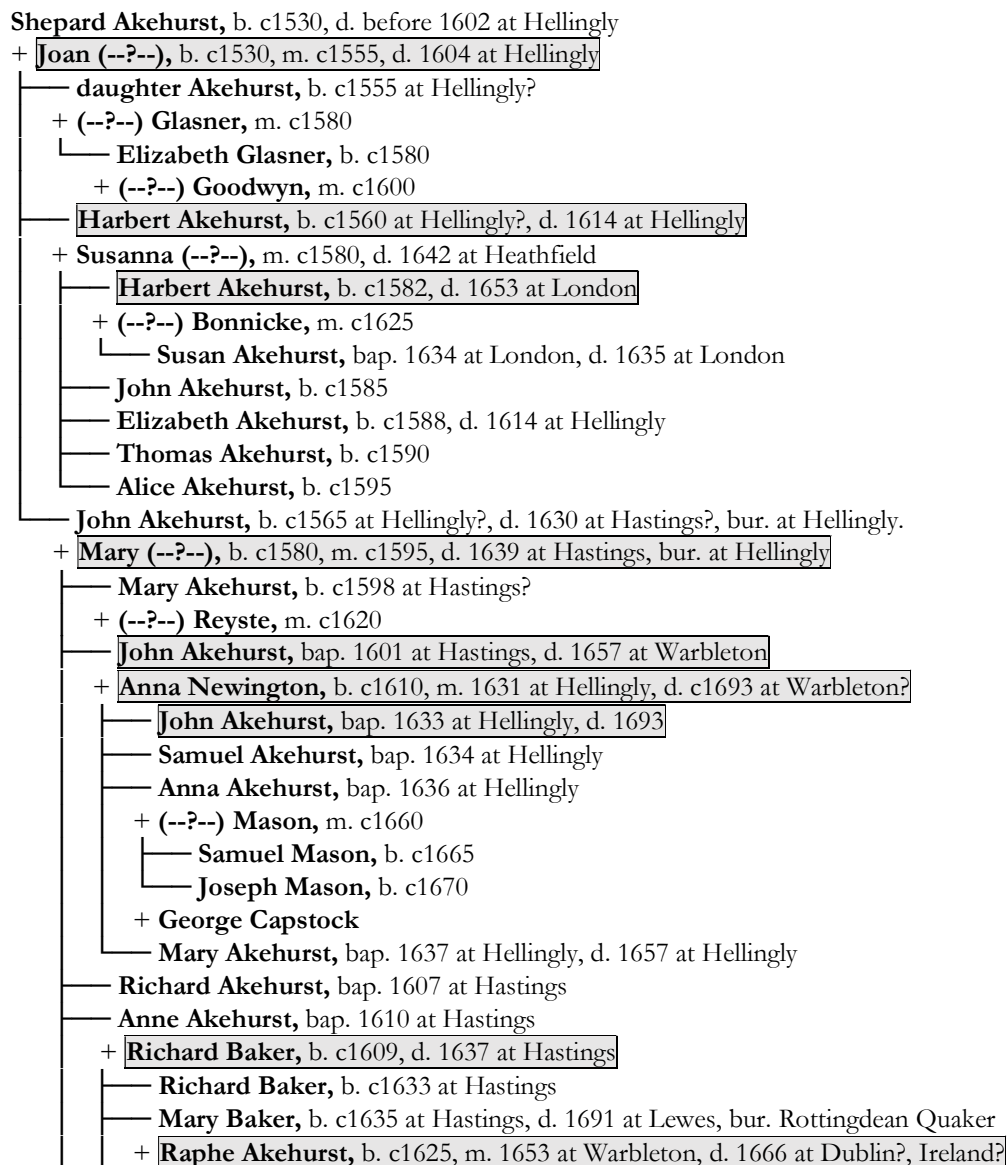 Shepard Akehurst, b. c1530, d. before 1602 at Hellingly
+ Joan (--?--), b. c1530, m. c1555, d. 1604 at Hellingly
daughter Akehurst, b. c1555 at Hellingly?
+ (--?--) Glasner, m. c1580
Elizabeth Glasner, b. c1580
+ (--?--) Goodwyn, m. c1600
Harbert Akehurst, b. c1560 at Hellingly?, d. 1614 at Hellingly
+ Susanna (--?--), m. c1580, d. 1642 at Heathfield
Harbert Akehurst, b. c1582, d. 1653 at London
+ (--?--) Bonnicke, m. c1625
Susan Akehurst, bap. 1634 at London, d. 1635 at London
John Akehurst, b. c1585
Elizabeth Akehurst, b. c1588, d. 1614 at Hellingly
Thomas Akehurst, b. c1590
Alice Akehurst, b. c1595
John Akehurst, b. c1565 at Hellingly?, d. 1630 at Hastings?, bur. at Hellingly.
+ Mary (--?--), b. c1580, m. c1595, d. 1639 at Hastings, bur. at Hellingly
Mary Akehurst, b. c1598 at Hastings?
+ (--?--) Reyste, m. c1620
John Akehurst, bap. 1601 at Hastings, d. 1657 at Warbleton
+ Anna Newington, b. c1610, m. 1631 at Hellingly, d. c1693 at Warbleton?
John Akehurst, bap. 1633 at Hellingly, d. 1693
Samuel Akehurst, bap. 1634 at Hellingly
Anna Akehurst, bap. 1636 at Hellingly
+ (--?--) Mason, m. c1660
Samuel Mason, b. c1665
Joseph Mason, b. c1670
+ George Capstock
Mary Akehurst, bap. 1637 at Hellingly, d. 1657 at Hellingly
Richard Akehurst, bap. 1607 at Hastings
Anne Akehurst, bap. 1610 at Hastings
+ Richard Baker, b. c1609, d. 1637 at Hastings
Richard Baker, b. c1633 at Hastings
Mary Baker, b. c1635 at Hastings, d. 1691 at Lewes, bur. Rottingdean Quaker
+ Raphe Akehurst, b. c1625, m. 1653 at Warbleton, d. 1666 at Dublin?, Ireland?